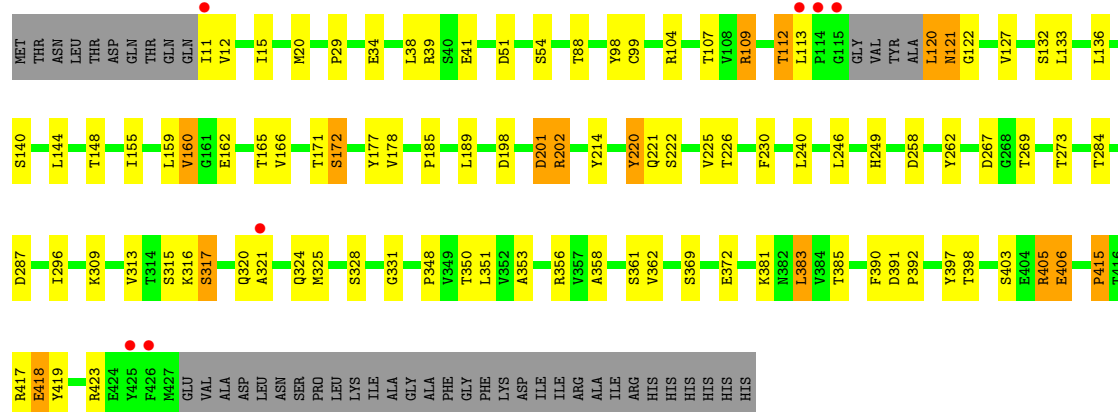 MET THR ASN LEU THR ASP GLN THR GLN GLN I11 V12 I15 M20 P29 E34 L38 R39 S40 E41 D51 S54 T88 Y98 C99 R104 T107 V108 R109 T112 L113 P114 G115 GLY VAL TYR ALA L120 N121 G122 V127 S132 L133 L136
S140 L144 T148 I155 L159 V160 G161 E162 T165 V166 T171 S172 Y177 V178 P185 L189 D198 D201 R202 Y214 Y220 Q221 S222 V225 T226 F230 L240 L246 H249 D258 Y262 D267 G268 T269 T273 T284
D287 I296 K309 V313 T314 S315 K316 S317 Q320 A321 Q324 M325 S328 G331 P348 V349 T350 L351 V352 A353 R356 V357 A358 S361 V362 S369 E372 K381 N382 L383 V384 T385 F390 D391 P392 Y397 T398 S403 E404 R405 E406 P415 T416
R417 E418 Y419 R423 E424 Y425 F426 M427 GLU VAL ALA ASP LEU ASN SER PRO LEU LYS ILE ALA GLY ALA PHE GLY PHE LYS ASP ILE ILE ARG ALA ILE ARG HIS HIS HIS HIS HIS HIS